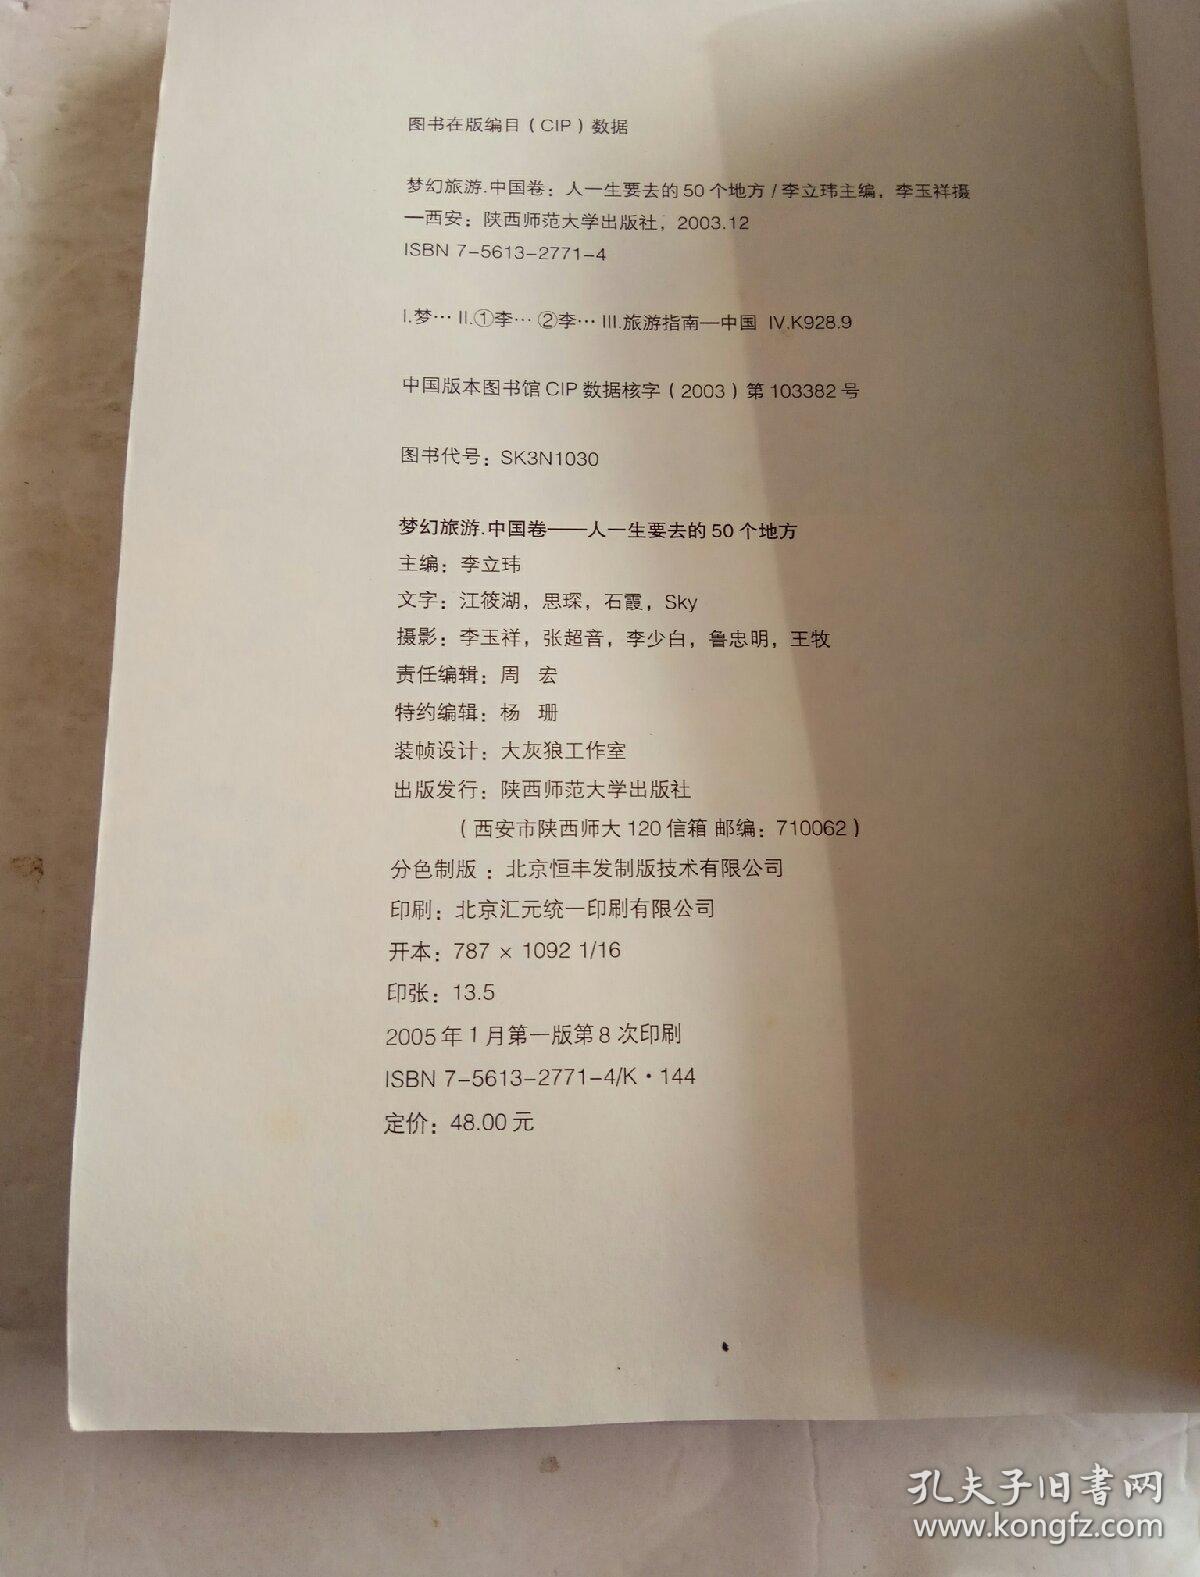 图书在版编目(CIP)数据
梦幻旅游.中国卷:人一生要去的50个地方/李立玮主编,李玉祥摄
—西安:陕西师范大学出版社,2003.12
ISBN 7-5613-2771-4
I.梦… II.①李… ②李… III.旅游指南—中国 IV.K928.9
中国版本图书馆CIP数据核字(2003)第103382号
图书代号:SK3N1030
梦幻旅游.中国卷——人一生要去的50个地方
主编:李立玮
文字:江筱湖,思琛,石霞,Sky
摄影:李玉祥,张超音,李少白,鲁忠明,王牧
责任编辑:周 宏
特约编辑:杨 珊
装帧设计:大灰狼工作室
出版发行:陕西师范大学出版社
(西安市陕西师大120信箱 邮编:710062)
分色制版:北京恒丰发制版技术有限公司
印刷:北京汇元统一印刷有限公司
开本:787 × 1092 1/16
印张:13.5
2005年1月第一版第8次印刷
ISBN 7-5613-2771-4/K·144
定价:48.00元
孔夫子旧书网
www.kongfz.com